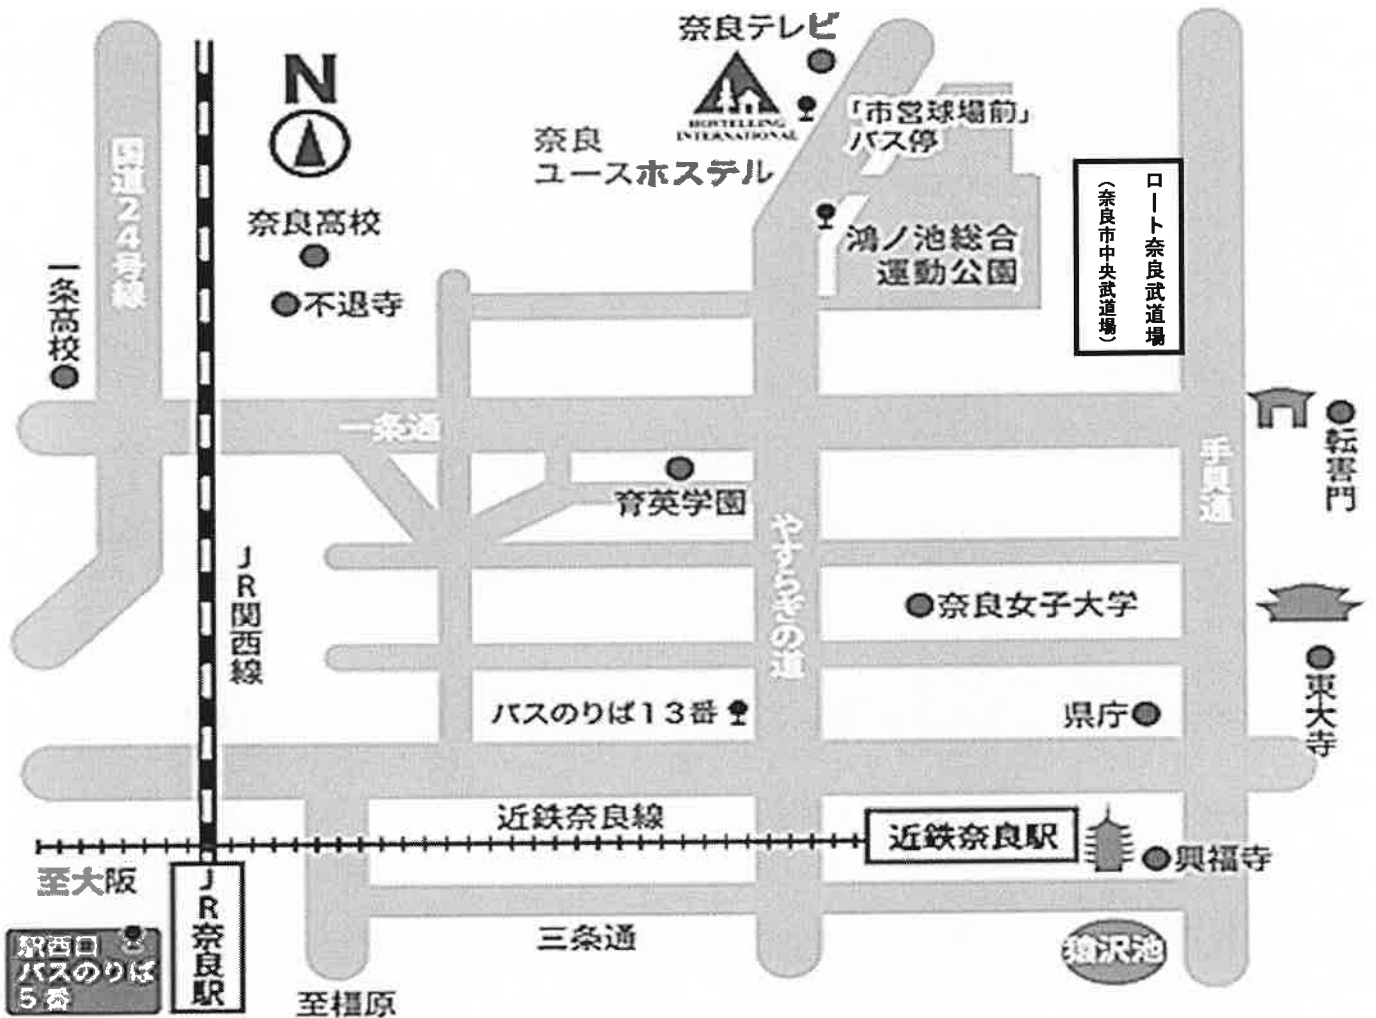 奈良テレビ
N
HOSTELLING
INTERNATIONAL
奈良
ユースホステル
「市営球場前」
バス停
国道24号線
奈良高校
不退寺
一条高校
鴻ノ池総合
運動公園
ロート奈良武道場
（奈良市中央武道場）
一条通
育英学園
やすらぎの道
手貝通
転害門
JR関西線
奈良女子大学
バスのりば13番
県庁
東大寺
近鉄奈良線
近鉄奈良駅
興福寺
至大阪
JR奈良駅
駅西口
バスのりば
5番
三条通
猿沢池
至橿原